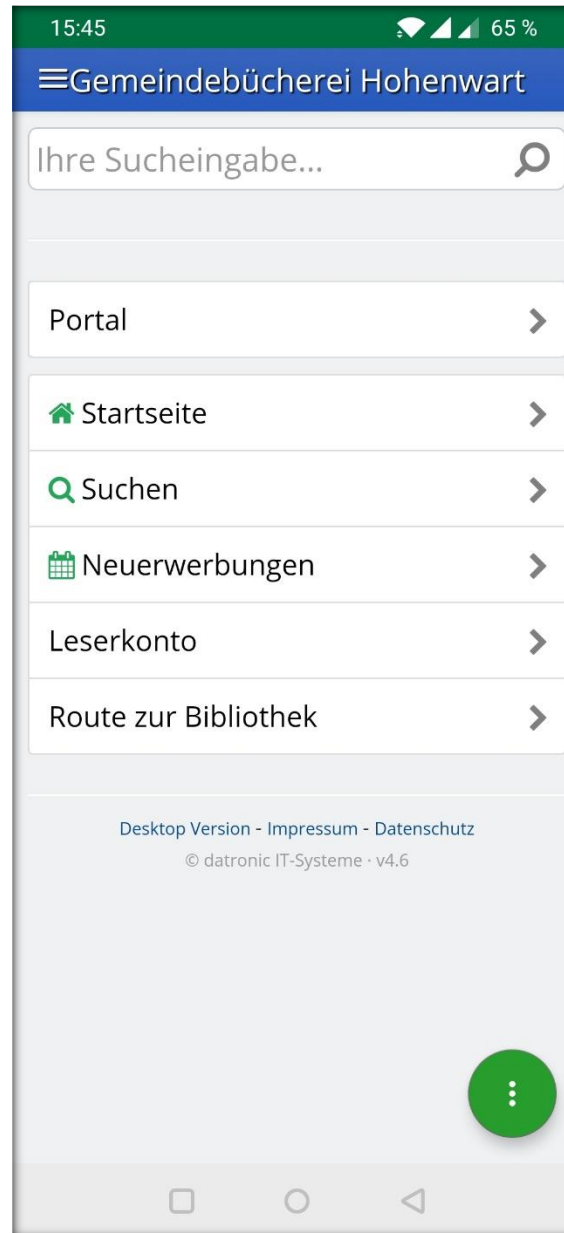 15:45 65 %
Gemeindebücherei Hohenwart
Ihre Sucheingabe...
Portal
Startseite
Suchen
Neuerwerbungen
Leserkonto
Route zur Bibliothek
Desktop Version - Impressum - Datenschutz
© datronic IT-Systeme · v4.6